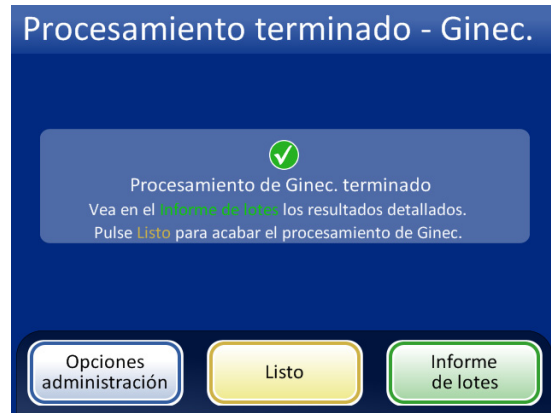 Procesamiento terminado - Ginec.
Procesamiento de Ginec. terminado
Vea en el Informe de lotes los resultados detallados.
Pulse Listo para acabar el procesamiento de Ginec.
Opciones
administración
Listo
Informe
de lotes